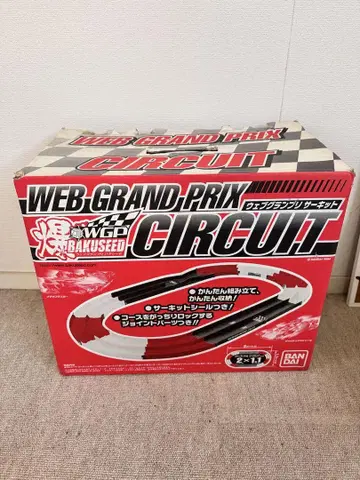 WEB GRAND PRIX
CIRCUIT
WEB GRAND PRIX
ウェブグランプリ サーキット
爆
WGP
BAKUSEED
CIRCUIT
● かんたん組み立て、
かんたん収納!
● サーキットシールつき!
● コースをがっちりロックする
ジョイントパーツつき!!
2×1.1
BAN
DAI